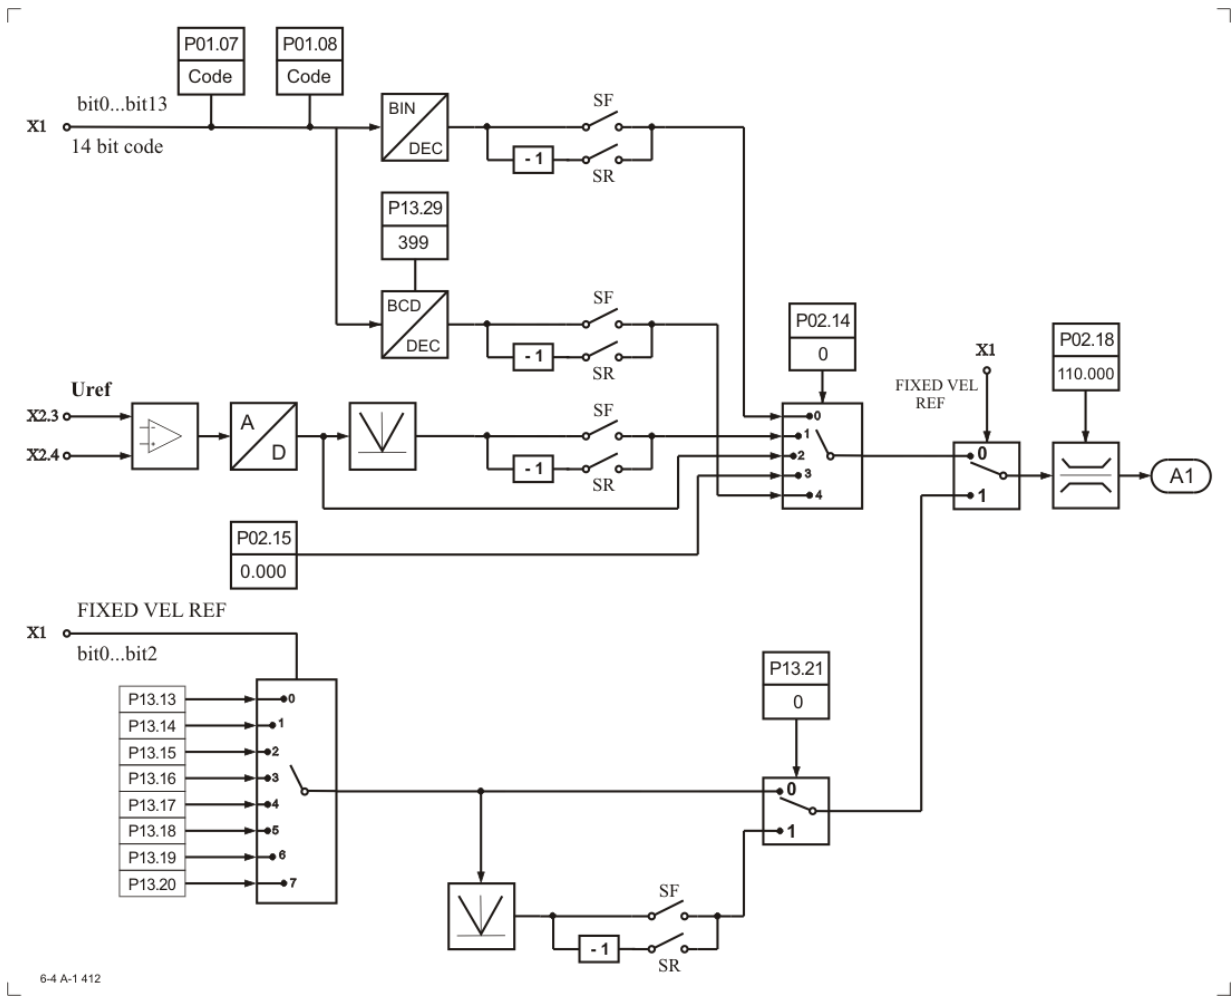 P01.07
Code
P01.08
Code
bit0...bit13
X1
14 bit code
BIN
DEC
SF
- 1
SR
P13.29
399
BCD
DEC
SF
- 1
SR
P02.14
0
X1
FIXED VEL
REF
P02.18
110.000
Uref
X2.3
X2.4
A
D
SF
- 1
SR
0
1
2
3
4
0
1
A1
P02.15
0.000
FIXED VEL REF
X1
bit0...bit2
P13.13
P13.14
P13.15
P13.16
P13.17
P13.18
P13.19
P13.20
0
1
2
3
4
5
6
7
P13.21
0
0
1
SF
- 1
SR
6-4 A-1 412